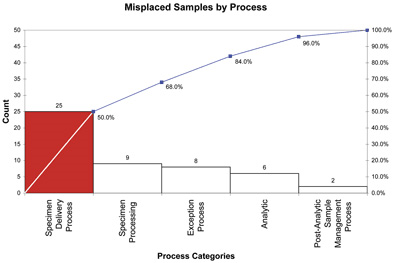 Misplaced Samples by Process
50
45
40
35
30
25
20
15
10
5
0
Count
25
9
8
6
2
50.0%
68.0%
84.0%
96.0%
100.0%
90.0%
80.0%
70.0%
60.0%
50.0%
40.0%
30.0%
20.0%
10.0%
0.0%
Specimen
Delivery
Process
Specimen
Processing
Exception
Process
Analytic
Post-Analytic
Sample
Management
Process
Process Categories